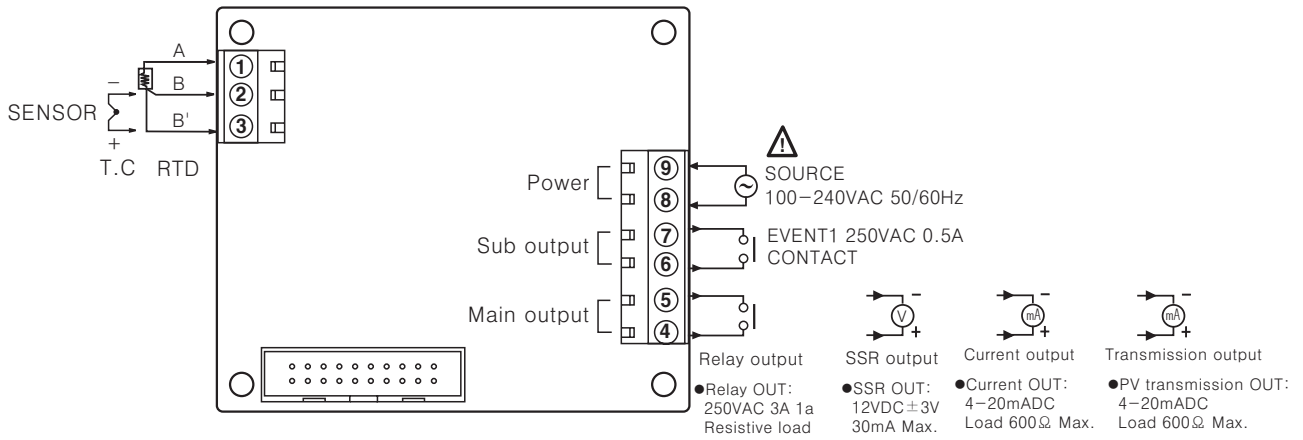 A
1
−
B
2
SENSOR
B'
3
+
T.C RTD
SOURCE
Power
9
100−240VAC 50/60Hz
8
Sub output
7
EVENT1 250VAC 0.5A
CONTACT
6
Main output
5
4
− − −
V mA mA
+ + +
Relay output
SSR output
Current output
Transmission output
●Relay OUT:
250VAC 3A 1a
Resistive load
●SSR OUT:
12VDC±3V
30mA Max.
●Current OUT:
4−20mADC
Load 600Ω Max.
●PV transmission OUT:
4−20mADC
Load 600Ω Max.